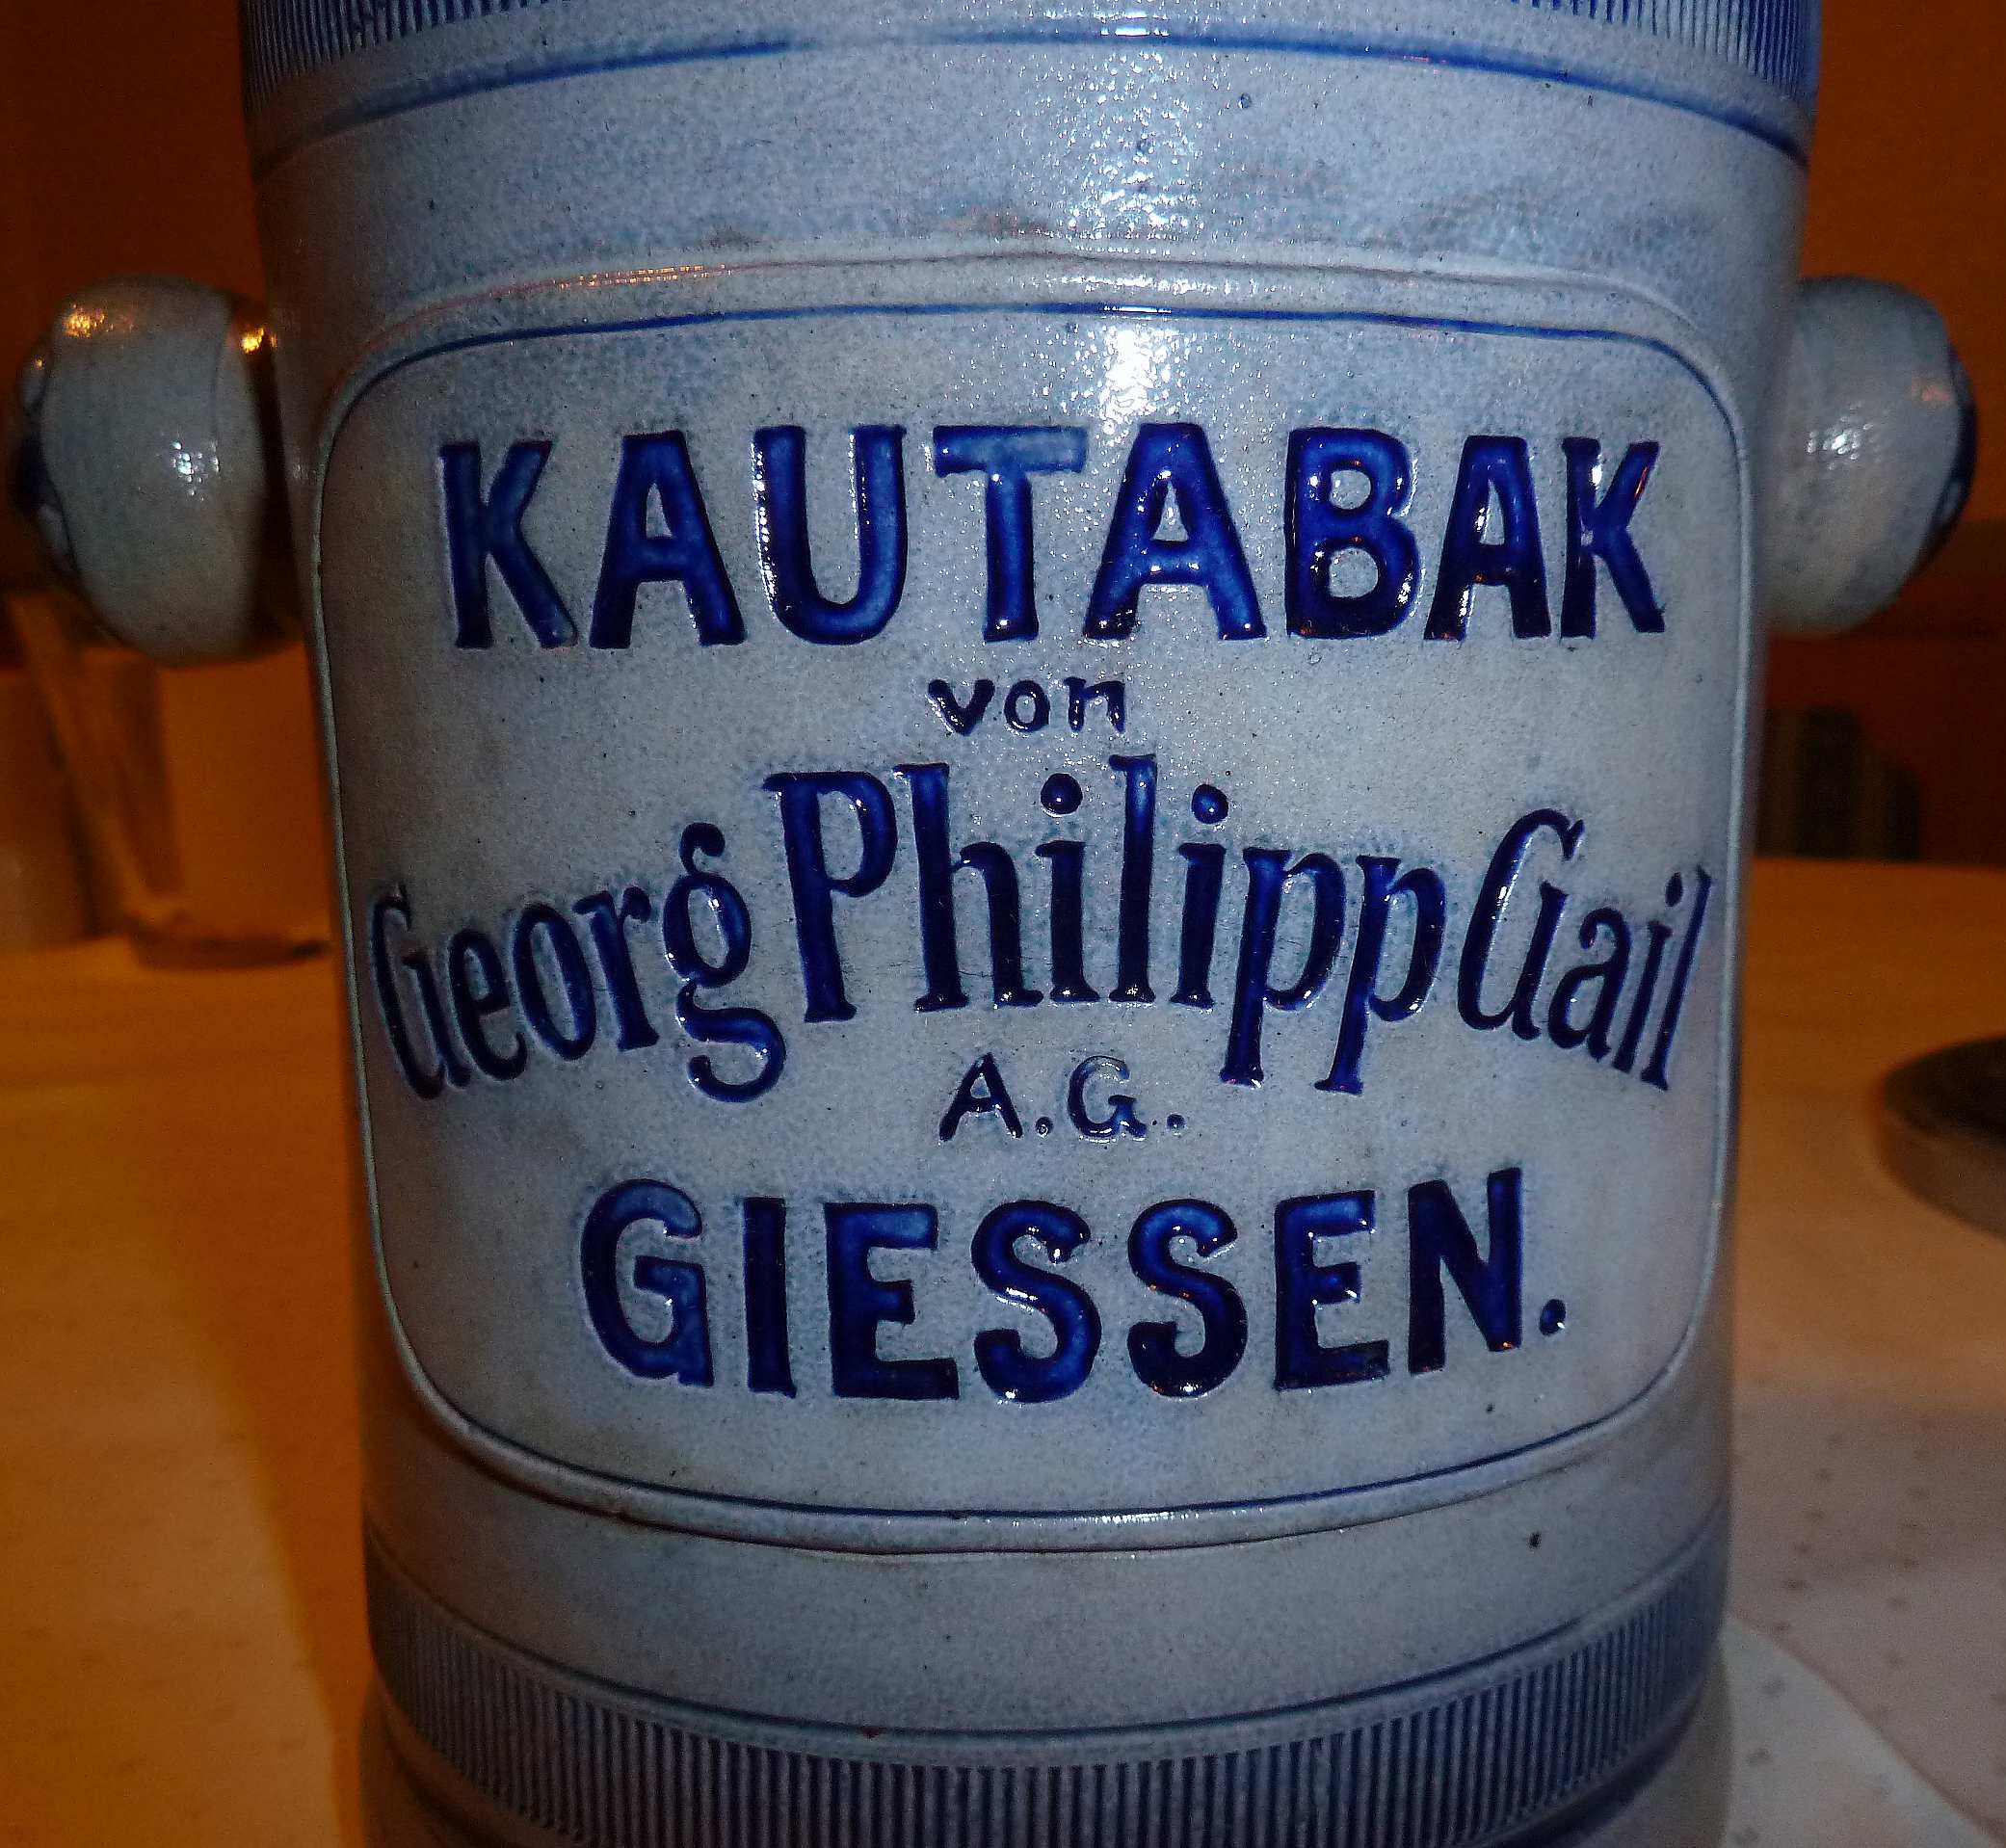 KAUTABAK
von
Georg Philipp Gail
A.G.
GIESSEN.